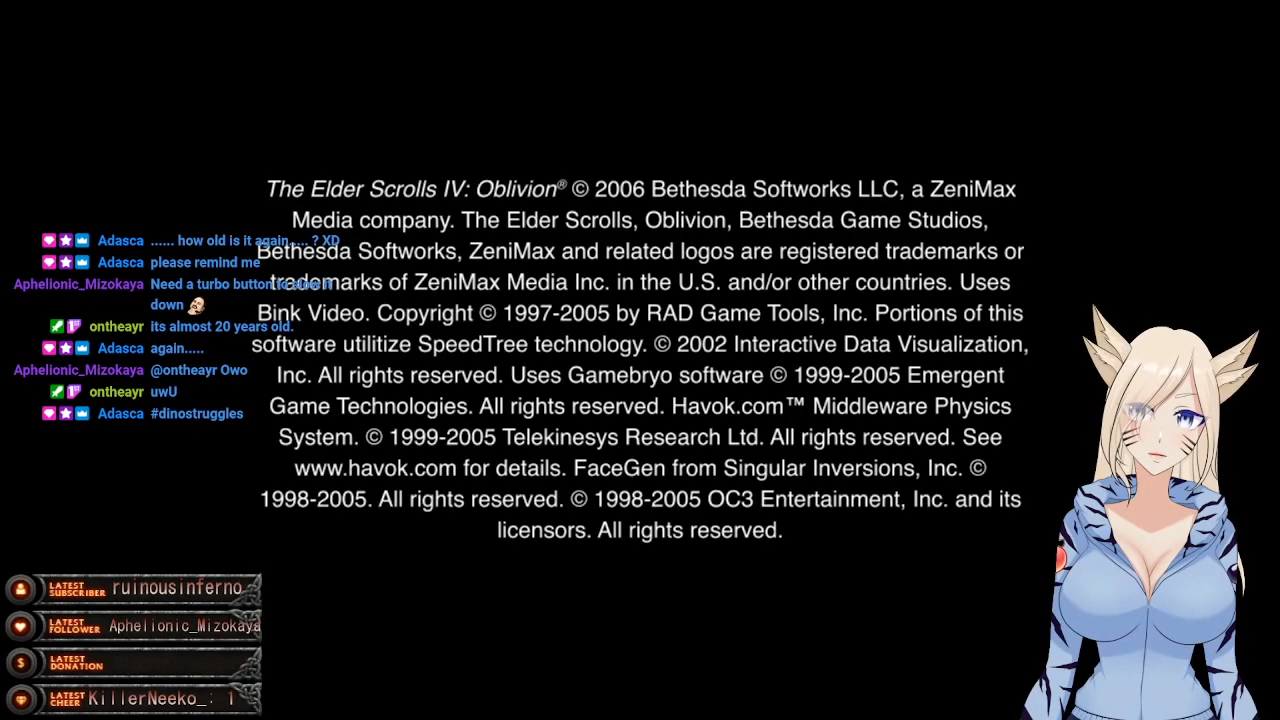 The Elder Scrolls IV: Oblivion® © 2006 Bethesda Softworks LLC, a ZeniMax
Media company. The Elder Scrolls, Oblivion, Bethesda Game Studios,
Bethesda Softworks, ZeniMax and related logos are registered trademarks or
trademarks of ZeniMax Media Inc. in the U.S. and/or other countries. Uses
Bink Video. Copyright © 1997-2005 by RAD Game Tools, Inc. Portions of this
software utilitize SpeedTree technology. © 2002 Interactive Data Visualization,
Inc. All rights reserved. Uses Gamebryo software © 1999-2005 Emergent
Game Technologies. All rights reserved. Havok.com™ Middleware Physics
System. © 1999-2005 Telekinesys Research Ltd. All rights reserved. See
www.havok.com for details. FaceGen from Singular Inversions, Inc. ©
1998-2005. All rights reserved. © 1998-2005 OC3 Entertainment, Inc. and its
licensors. All rights reserved.
Adasca ...... how old is it again..... ? XD
Adasca please remind me
Aphelionic_Mizokaya Need a turbo button to slow it
down
ontheayr its almost 20 years old.
Adasca again.....
Aphelionic_Mizokaya @ontheayr Owo
ontheayr uwU
Adasca #dinostruggles
LATEST SUBSCRIBER ruinousinferno
LATEST FOLLOWER Aphelionic_Mizokaya
LATEST DONATION
LATEST CHEER KillerNeeko_: 1